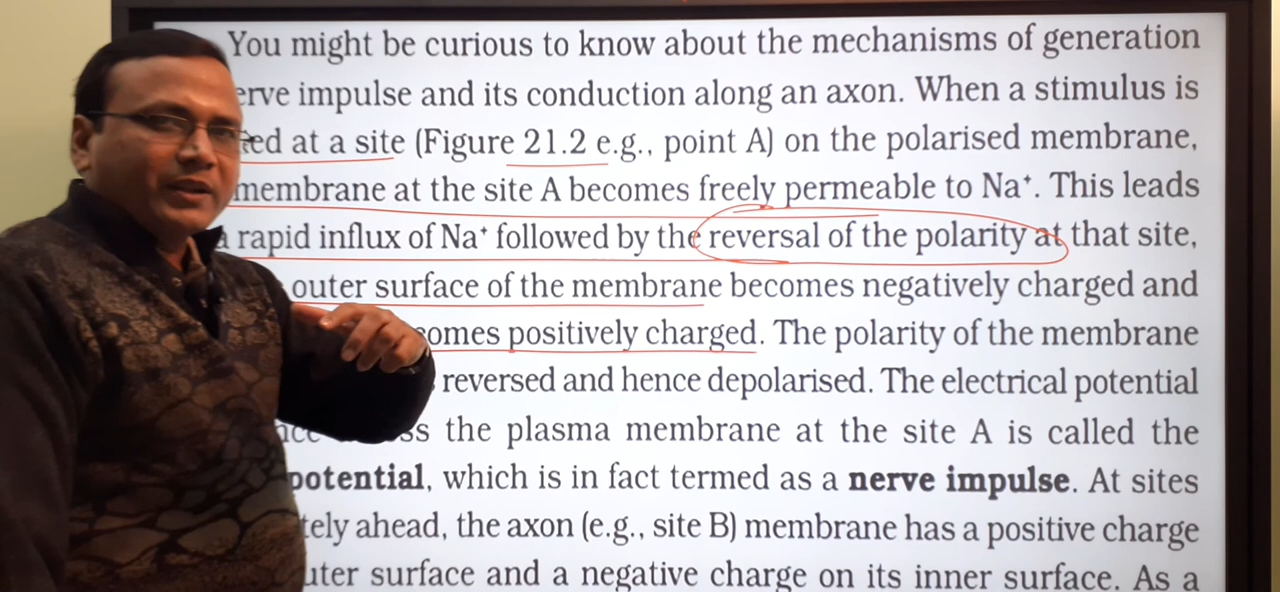 You might be curious to know about the mechanisms of generation
erve impulse and its conduction along an axon. When a stimulus is
ed at a site (Figure 21.2 e.g., point A) on the polarised membrane,
membrane at the site A becomes freely permeable to Na⁺. This leads
a rapid influx of Na⁺ followed by the reversal of the polarity at that site,
outer surface of the membrane becomes negatively charged and
omes positively charged. The polarity of the membrane
reversed and hence depolarised. The electrical potential
ss the plasma membrane at the site A is called the
potential, which is in fact termed as a nerve impulse. At sites
tely ahead, the axon (e.g., site B) membrane has a positive charge
uter surface and a negative charge on its inner surface. As a